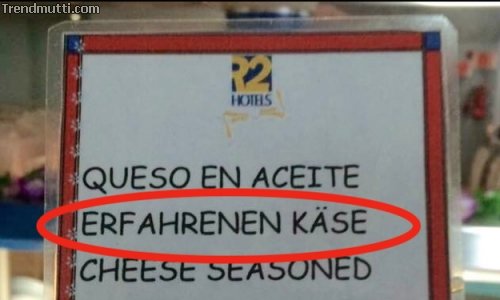 Trendmutti.com
R2
HOTELS
QUESO EN ACEITE
ERFAHRENEN KÄSE
CHEESE SEASONED